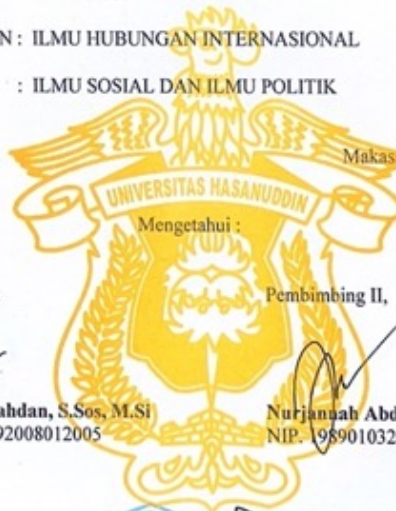 N : ILMU HUBUNGAN INTERNASIONAL
: ILMU SOSIAL DAN ILMU POLITIK
Makas
UNIVERSITAS HASANUDDIN
Mengetahui :
Pembimbing II,
ahdan, S.Sos, M.Si
Nurjannah Abd
92008012005
NIP. 198901032